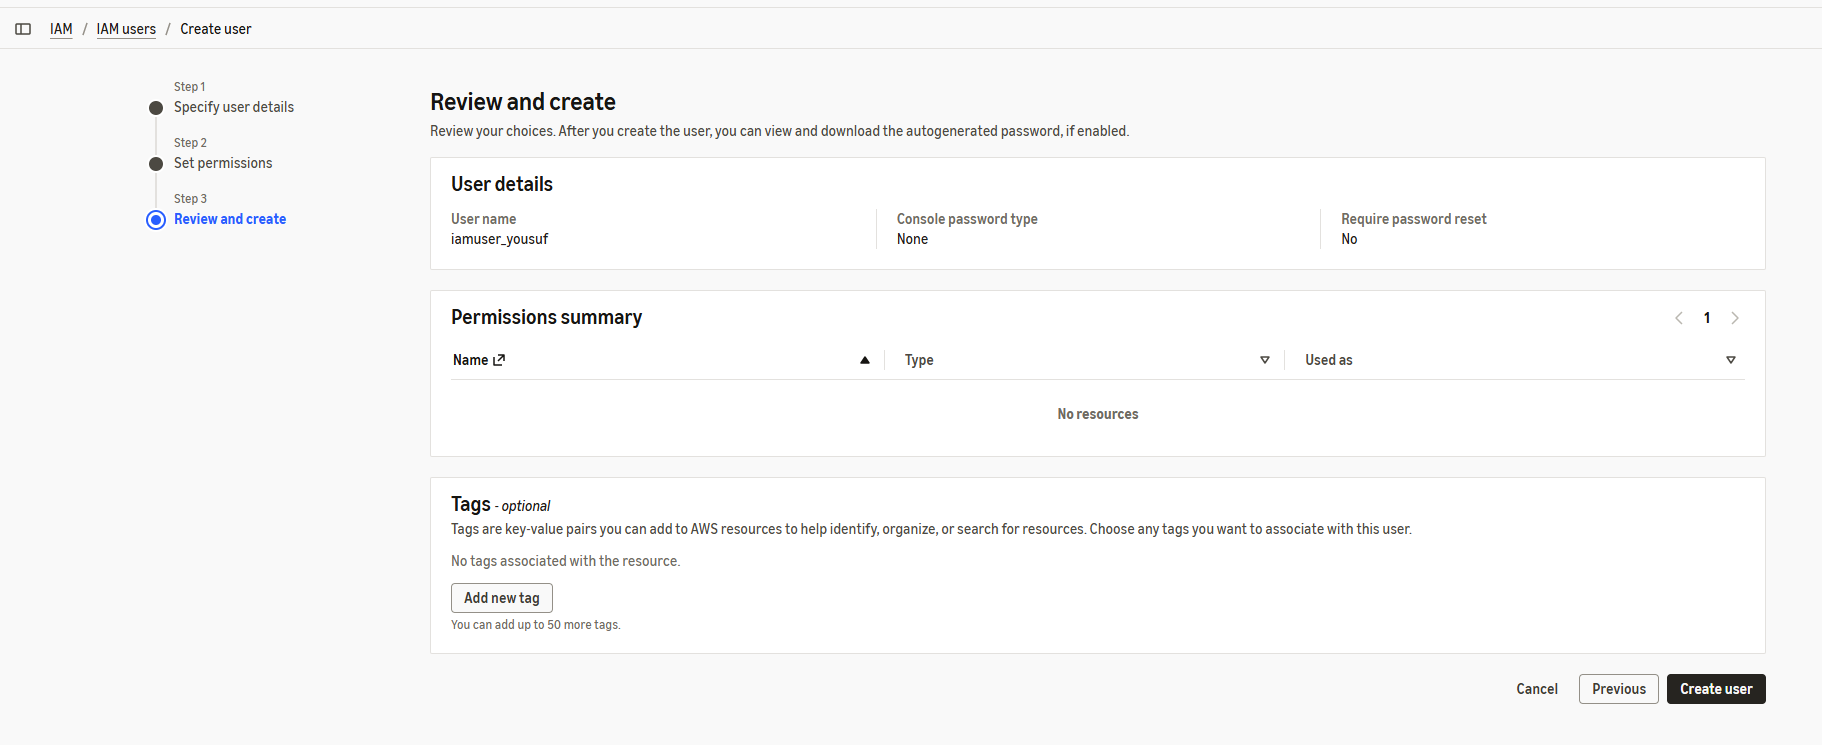 IAM / IAM users / Create user
Step 1
Specify user details
Step 2
Set permissions
Step 3
Review and create
Review and create
Review your choices. After you create the user, you can view and download the autogenerated password, if enabled.
User details
User name
iamuser_yousuf
Console password type
None
Require password reset
No
Permissions summary
1
Name
Type
Used as
No resources
Tags - optional
Tags are key-value pairs you can add to AWS resources to help identify, organize, or search for resources. Choose any tags you want to associate with this user.
No tags associated with the resource.
Add new tag
You can add up to 50 more tags.
Cancel
Previous
Create user